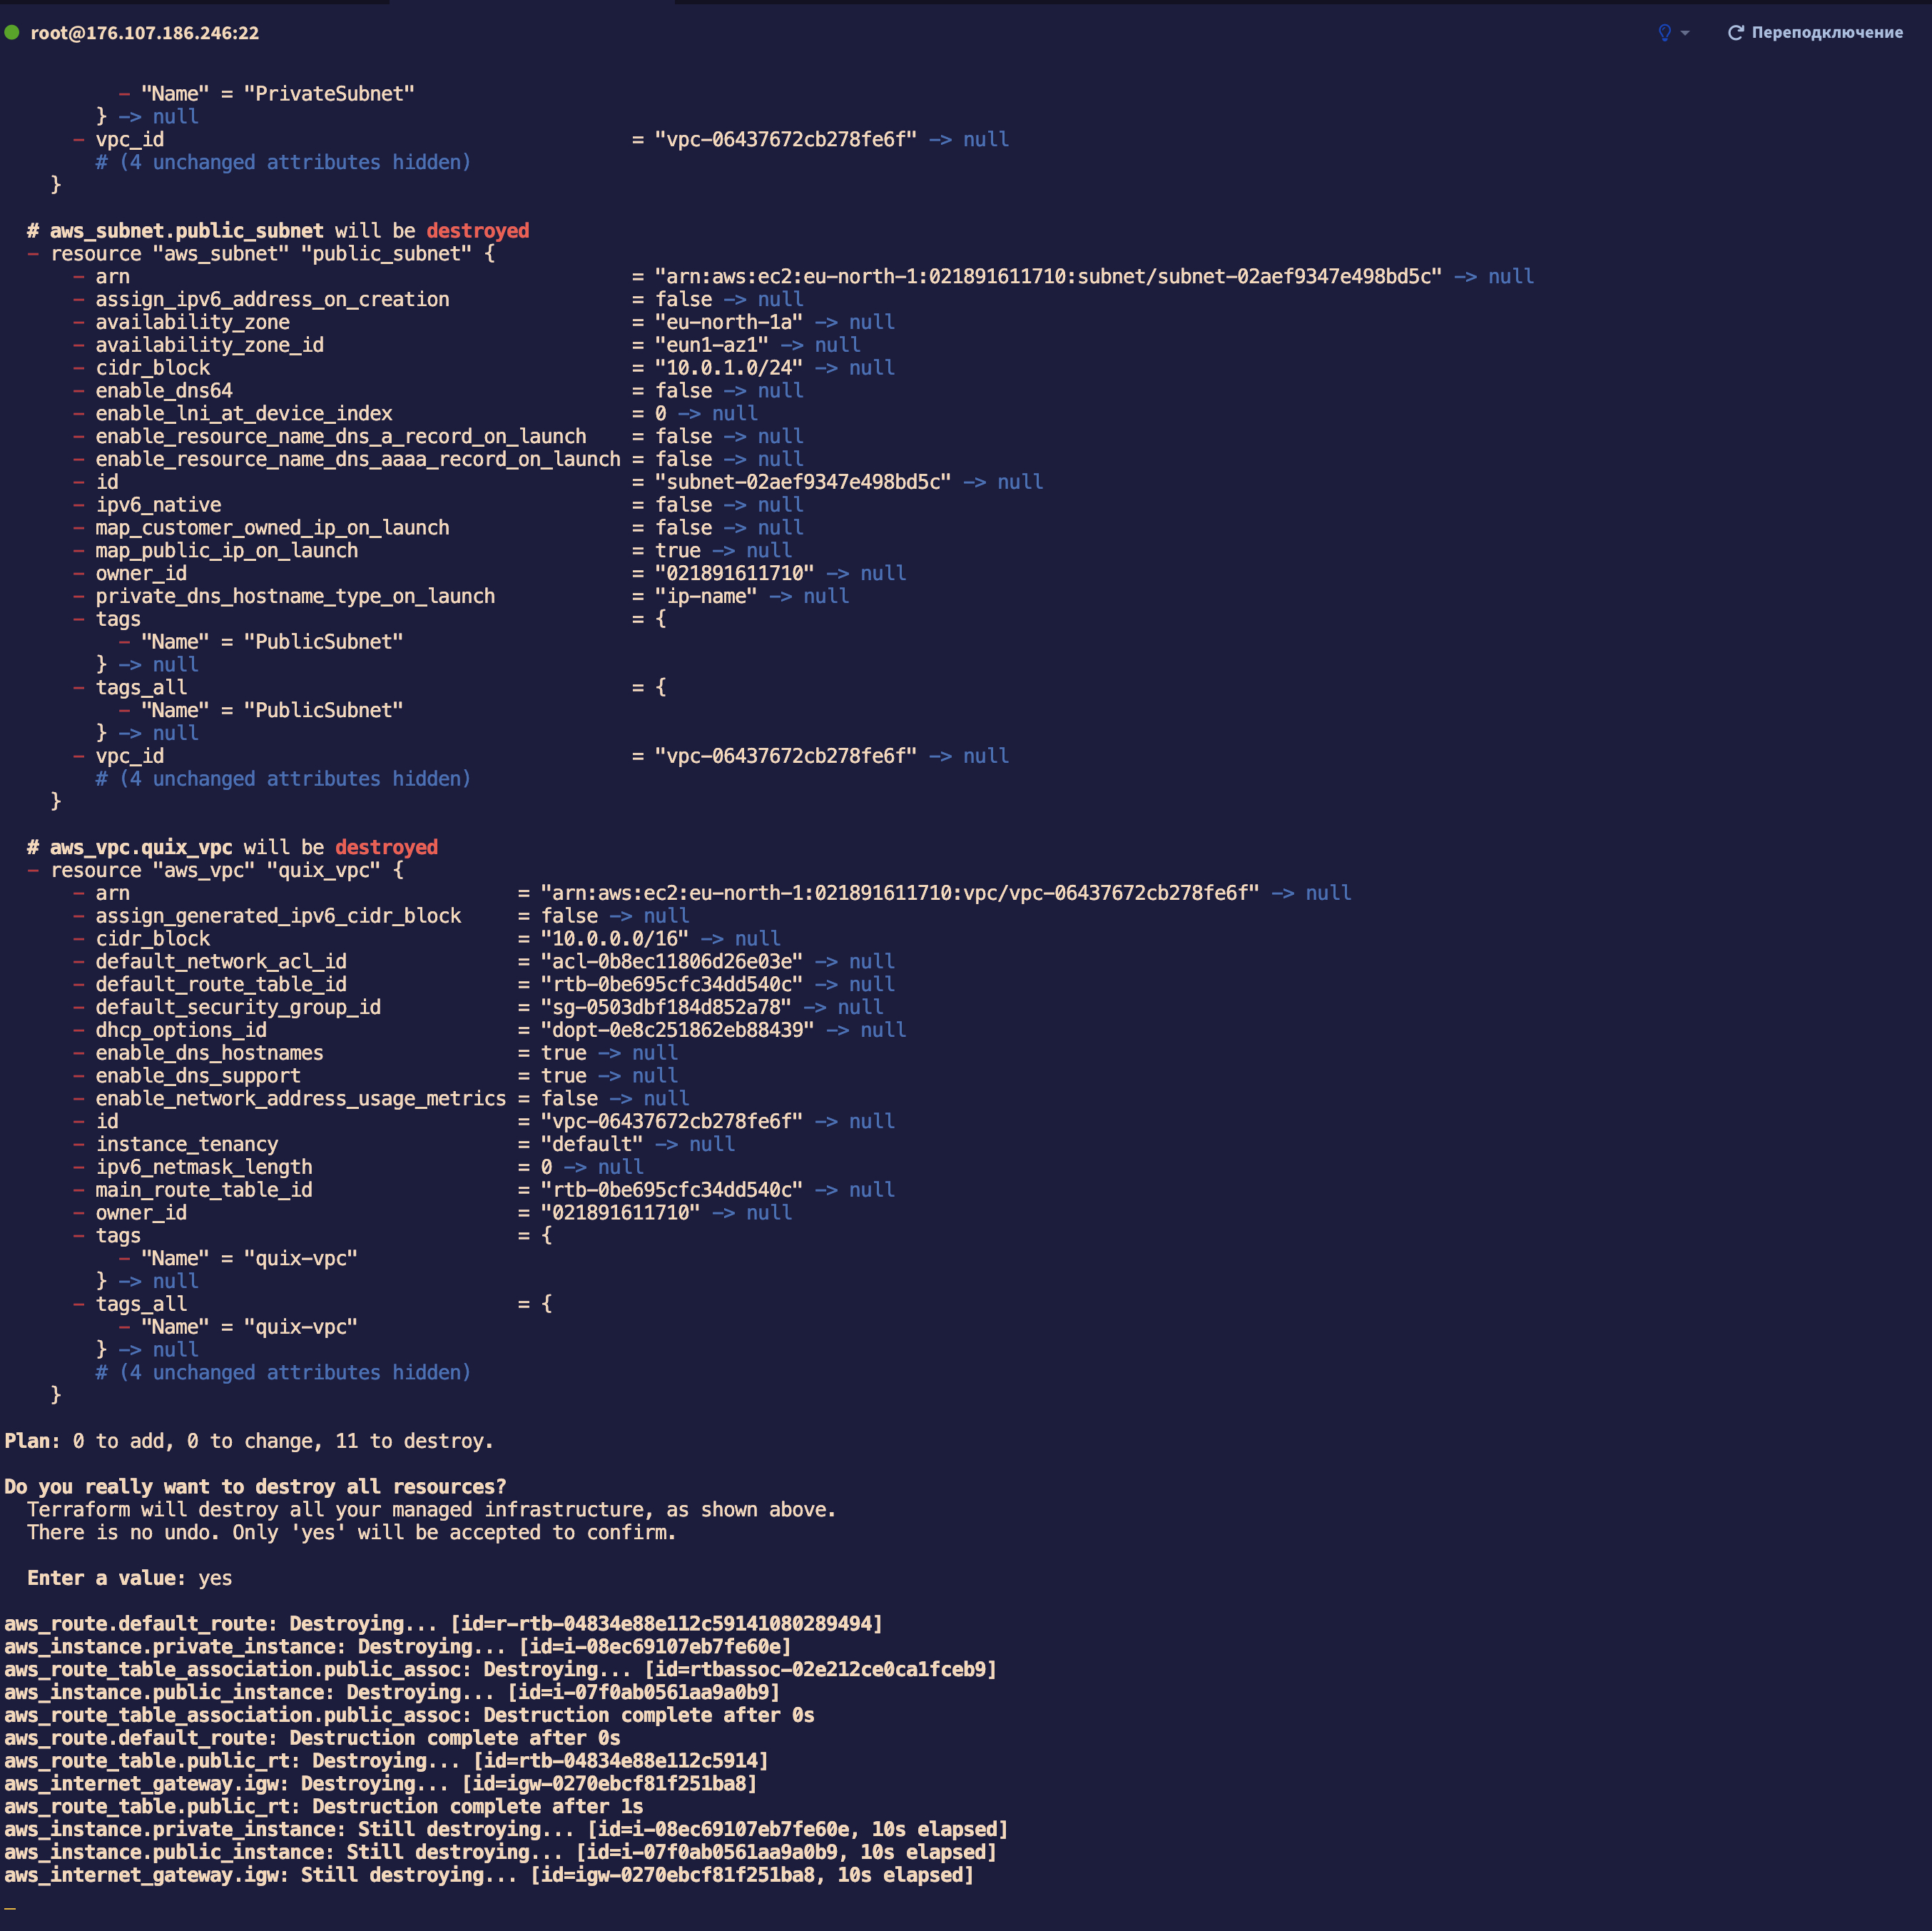 root@176.107.186.246:22
Переподключение
- "Name" = "PrivateSubnet"
} -> null
- vpc_id = "vpc-06437672cb278fe6f" -> null
# (4 unchanged attributes hidden)
}
# aws_subnet.public_subnet will be destroyed
- resource "aws_subnet" "public_subnet" {
- arn = "arn:aws:ec2:eu-north-1:021891611710:subnet/subnet-02aef9347e498bd5c" -> null
- assign_ipv6_address_on_creation = false -> null
- availability_zone = "eu-north-1a" -> null
- availability_zone_id = "eun1-az1" -> null
- cidr_block = "10.0.1.0/24" -> null
- enable_dns64 = false -> null
- enable_lni_at_device_index = 0 -> null
- enable_resource_name_dns_a_record_on_launch = false -> null
- enable_resource_name_dns_aaaa_record_on_launch = false -> null
- id = "subnet-02aef9347e498bd5c" -> null
- ipv6_native = false -> null
- map_customer_owned_ip_on_launch = false -> null
- map_public_ip_on_launch = true -> null
- owner_id = "021891611710" -> null
- private_dns_hostname_type_on_launch = "ip-name" -> null
- tags = {
- "Name" = "PublicSubnet"
} -> null
- tags_all = {
- "Name" = "PublicSubnet"
} -> null
- vpc_id = "vpc-06437672cb278fe6f" -> null
# (4 unchanged attributes hidden)
}
# aws_vpc.quix_vpc will be destroyed
- resource "aws_vpc" "quix_vpc" {
- arn = "arn:aws:ec2:eu-north-1:021891611710:vpc/vpc-06437672cb278fe6f" -> null
- assign_generated_ipv6_cidr_block = false -> null
- cidr_block = "10.0.0.0/16" -> null
- default_network_acl_id = "acl-0b8ec11806d26e03e" -> null
- default_route_table_id = "rtb-0be695cfc34dd540c" -> null
- default_security_group_id = "sg-0503dbf184d852a78" -> null
- dhcp_options_id = "dopt-0e8c251862eb88439" -> null
- enable_dns_hostnames = true -> null
- enable_dns_support = true -> null
- enable_network_address_usage_metrics = false -> null
- id = "vpc-06437672cb278fe6f" -> null
- instance_tenancy = "default" -> null
- ipv6_netmask_length = 0 -> null
- main_route_table_id = "rtb-0be695cfc34dd540c" -> null
- owner_id = "021891611710" -> null
- tags = {
- "Name" = "quix-vpc"
} -> null
- tags_all = {
- "Name" = "quix-vpc"
} -> null
# (4 unchanged attributes hidden)
}
Plan: 0 to add, 0 to change, 11 to destroy.
Do you really want to destroy all resources?
Terraform will destroy all your managed infrastructure, as shown above.
There is no undo. Only 'yes' will be accepted to confirm.
Enter a value: yes
aws_route.default_route: Destroying... [id=r-rtb-04834e88e112c59141080289494]
aws_instance.private_instance: Destroying... [id=i-08ec69107eb7fe60e]
aws_route_table_association.public_assoc: Destroying... [id=rtbassoc-02e212ce0ca1fceb9]
aws_instance.public_instance: Destroying... [id=i-07f0ab0561aa9a0b9]
aws_route_table_association.public_assoc: Destruction complete after 0s
aws_route.default_route: Destruction complete after 0s
aws_route_table.public_rt: Destroying... [id=rtb-04834e88e112c5914]
aws_internet_gateway.igw: Destroying... [id=igw-0270ebcf81f251ba8]
aws_route_table.public_rt: Destruction complete after 1s
aws_instance.private_instance: Still destroying... [id=i-08ec69107eb7fe60e, 10s elapsed]
aws_instance.public_instance: Still destroying... [id=i-07f0ab0561aa9a0b9, 10s elapsed]
aws_internet_gateway.igw: Still destroying... [id=igw-0270ebcf81f251ba8, 10s elapsed]